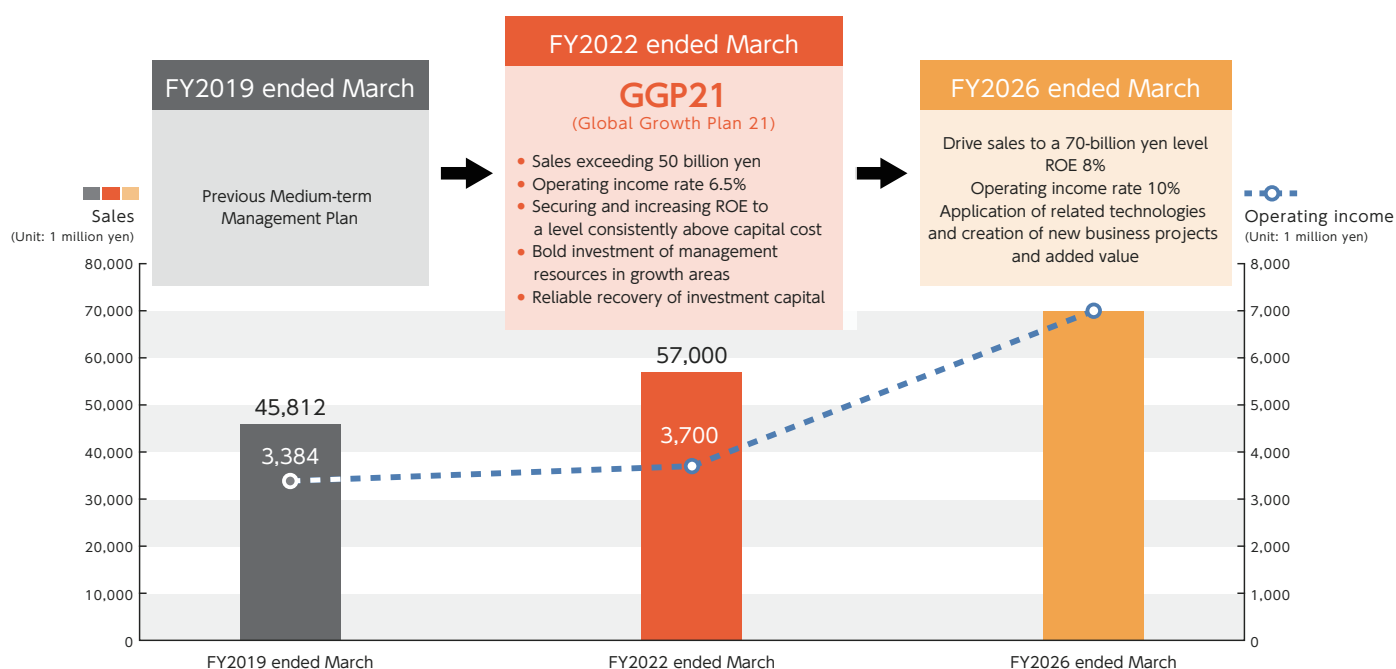 FY2019 ended March
Previous Medium-term
Management Plan
FY2022 ended March
GGP21
(Global Growth Plan 21)
• Sales exceeding 50 billion yen
• Operating income rate 6.5%
• Securing and increasing ROE to
a level consistently above capital cost
• Bold investment of management
resources in growth areas
• Reliable recovery of investment capital
FY2026 ended March
Drive sales to a 70-billion yen level
ROE 8%
Operating income rate 10%
Application of related technologies
and creation of new business projects
and added value
Sales
(Unit: 1 million yen)
80,000
70,000
60,000
50,000
40,000
30,000
20,000
10,000
0
45,812
3,384
57,000
3,700
Operating income
(Unit: 1 million yen)
8,000
7,000
6,000
5,000
4,000
3,000
2,000
1,000
0
FY2019 ended March
FY2022 ended March
FY2026 ended March